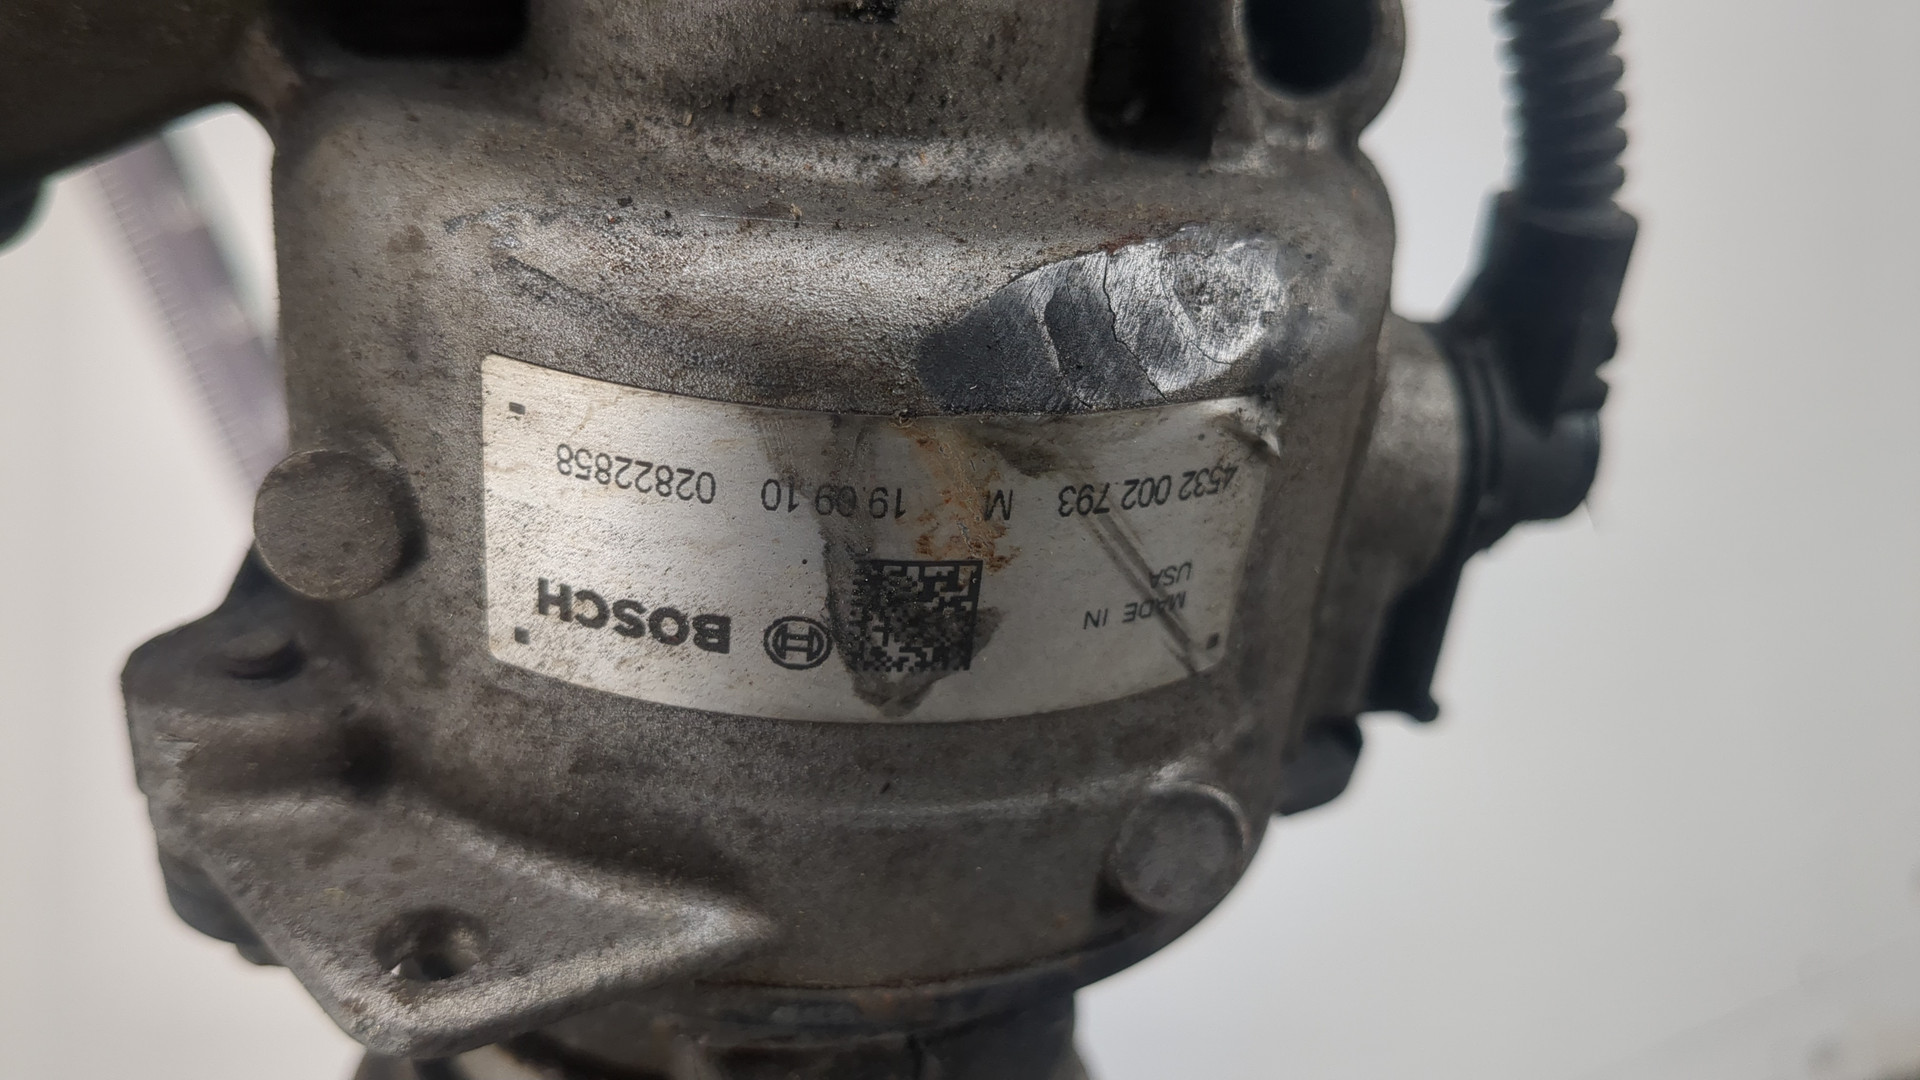 MADE IN
USA
BOSCH
4532 002 793 M 19 09 10 02822858